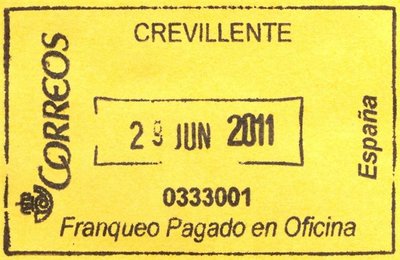 CREVILLENTE
CORREOS
29 JUN 2011
España
0333001
Franqueo Pagado en Oficina